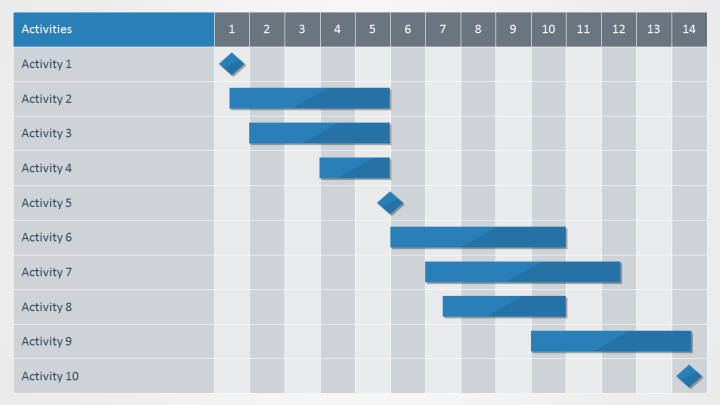 Activities 1 2 3 4 5 6 7 8 9 10 11 12 13 14
Activity 1
Activity 2
Activity 3
Activity 4
Activity 5
Activity 6
Activity 7
Activity 8
Activity 9
Activity 10